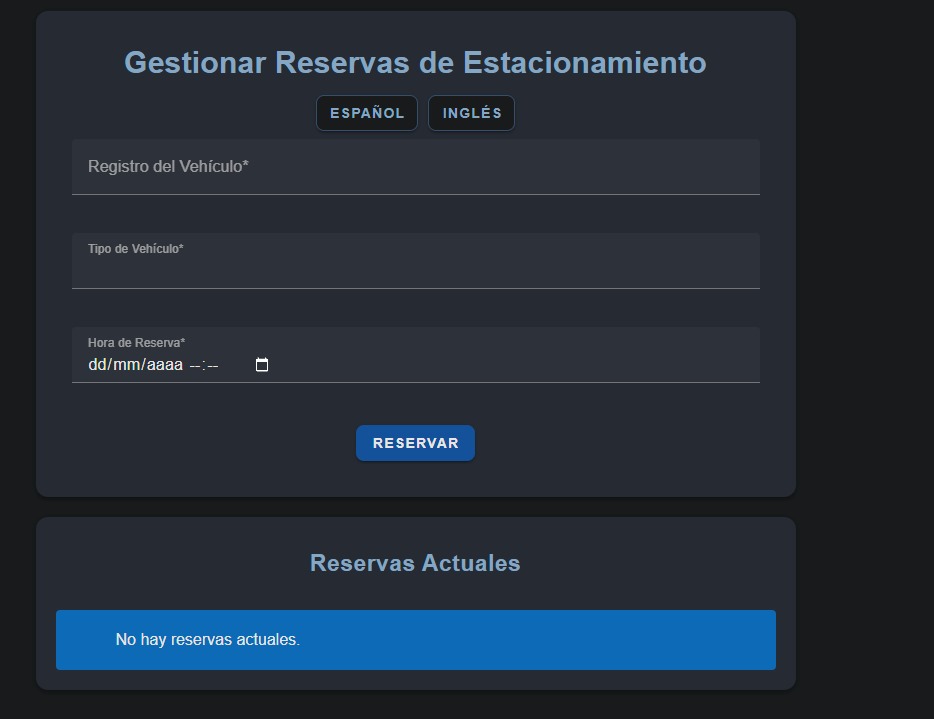 Gestionar Reservas de Estacionamiento
ESPAÑOL INGLÉS
Registro del Vehículo*
Tipo de Vehículo*
Hora de Reserva*
dd/mm/aaaa --:--
RESERVAR
Reservas Actuales
No hay reservas actuales.